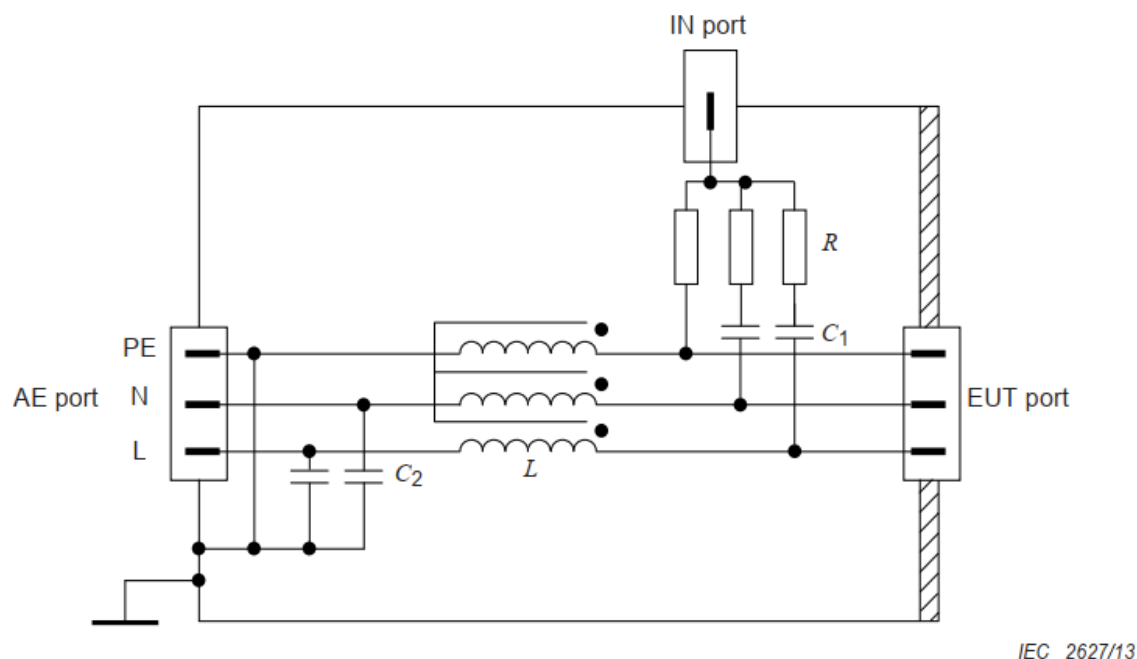 IN port
R
C1
PE
AE port
N
EUT port
L
C2
L
IEC 2627/13